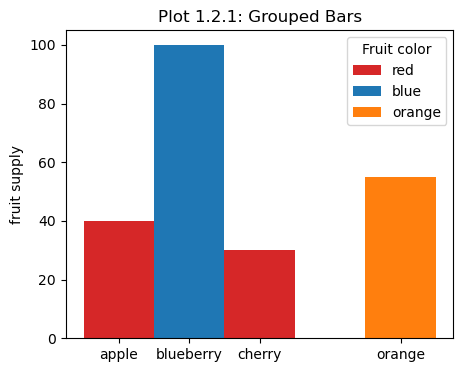 Plot 1.2.1: Grouped Bars
Fruit color
red
blue
orange
fruit supply
100
80
60
40
20
0
apple
blueberry
cherry
orange